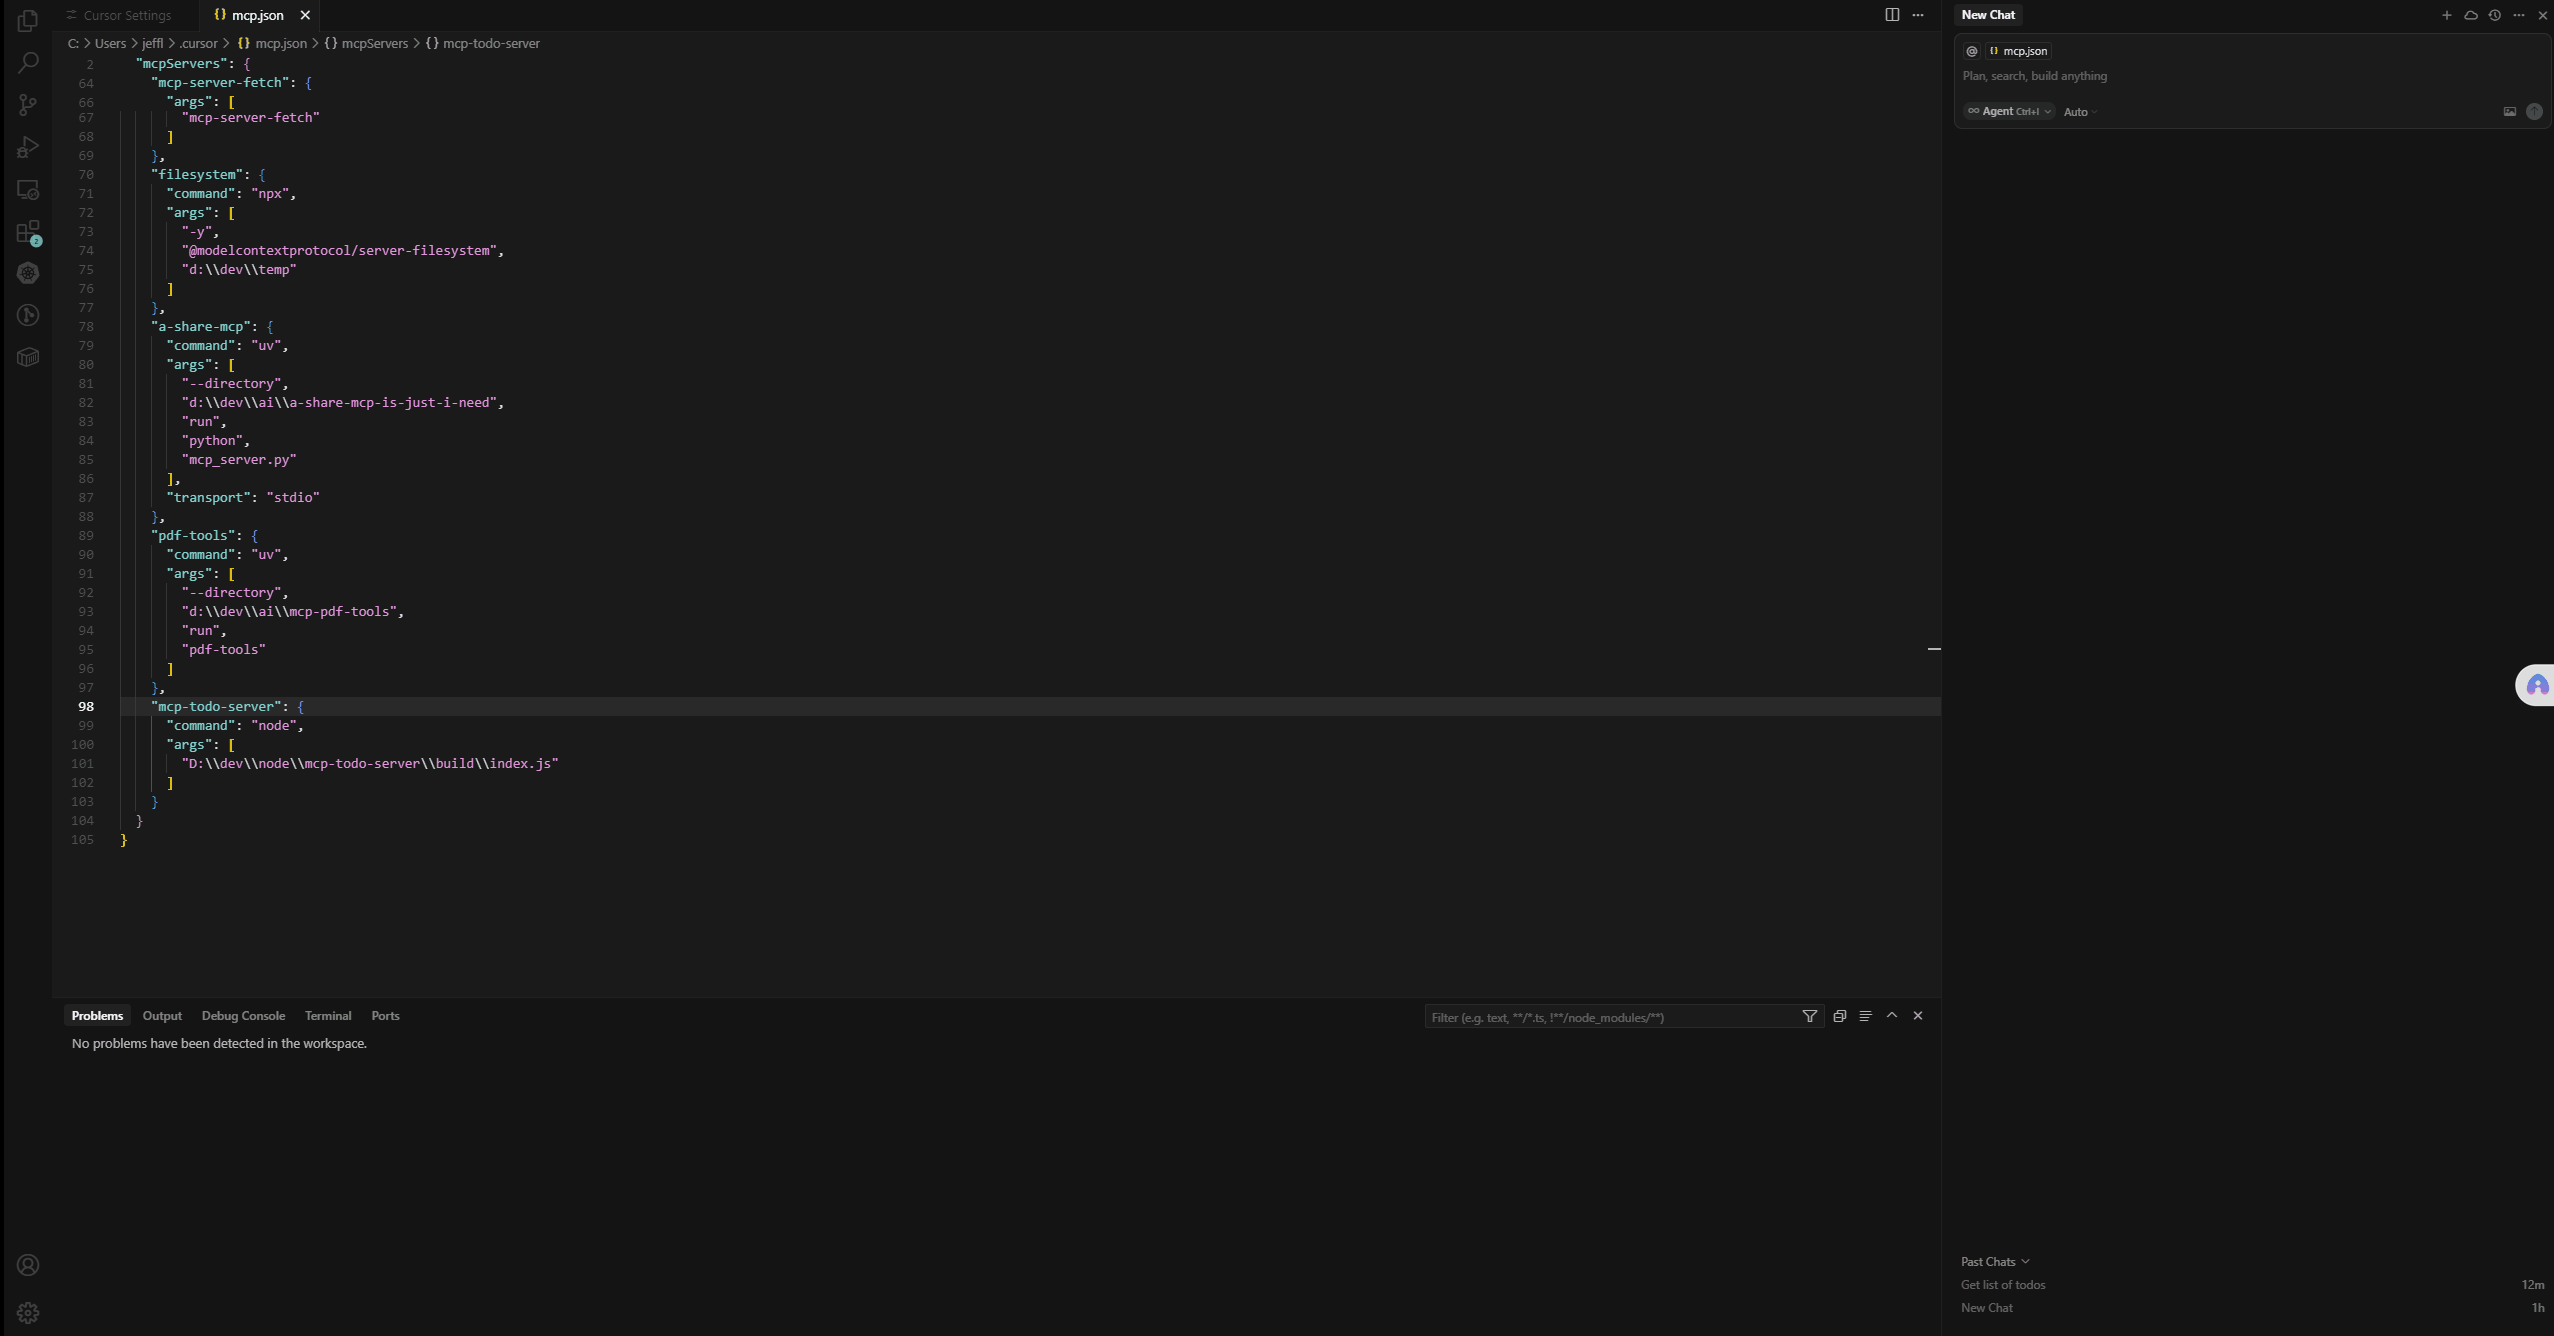 Cursor Settings
{} mcp.json
C: > Users > jeffl > .cursor > {} mcp.json > {} mcpServers > {} mcp-todo-server
2 "mcpServers": {
64 "mcp-server-fetch": {
66 "args": [
67 "mcp-server-fetch"
68 ]
69 },
70 "filesystem": {
71 "command": "npx",
72 "args": [
73 "-y",
74 "@modelcontextprotocol/server-filesystem",
75 "d:\\dev\\temp"
76 ]
77 },
78 "a-share-mcp": {
79 "command": "uv",
80 "args": [
81 "--directory",
82 "d:\\dev\\ai\\a-share-mcp-is-just-i-need",
83 "run",
84 "python",
85 "mcp_server.py"
86 ],
87 "transport": "stdio"
88 },
89 "pdf-tools": {
90 "command": "uv",
91 "args": [
92 "--directory",
93 "d:\\dev\\ai\\mcp-pdf-tools",
94 "run",
95 "pdf-tools"
96 ]
97 },
98 "mcp-todo-server": {
99 "command": "node",
100 "args": [
101 "D:\\dev\\node\\mcp-todo-server\\build\\index.js"
102 ]
103 }
104 }
105 }
2
Problems Output Debug Console Terminal Ports
Filter (e.g. text, **/*.ts, !**/node_modules/**)
No problems have been detected in the workspace.
New Chat
@ {} mcp.json
Plan, search, build anything
Agent Ctrl+I Auto
Past Chats
Get list of todos 12m
New Chat 1h